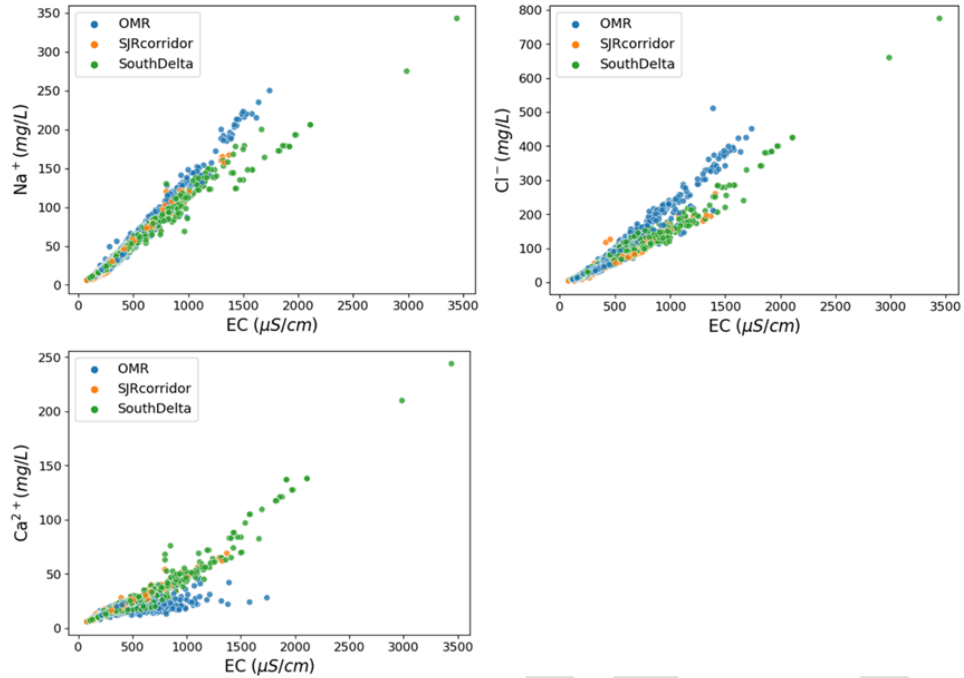 350
300
250
200
150
100
50
0
Na⁺ (mg/L)
OMR
SJRcorridor
SouthDelta
0 500 1000 1500 2000 2500 3000 3500
EC (μS/cm)
800
700
600
500
400
300
200
100
0
Cl⁻ (mg/L)
OMR
SJRcorridor
SouthDelta
0 500 1000 1500 2000 2500 3000 3500
EC (μS/cm)
250
200
150
100
50
0
Ca²⁺ (mg/L)
OMR
SJRcorridor
SouthDelta
0 500 1000 1500 2000 2500 3000 3500
EC (μS/cm)